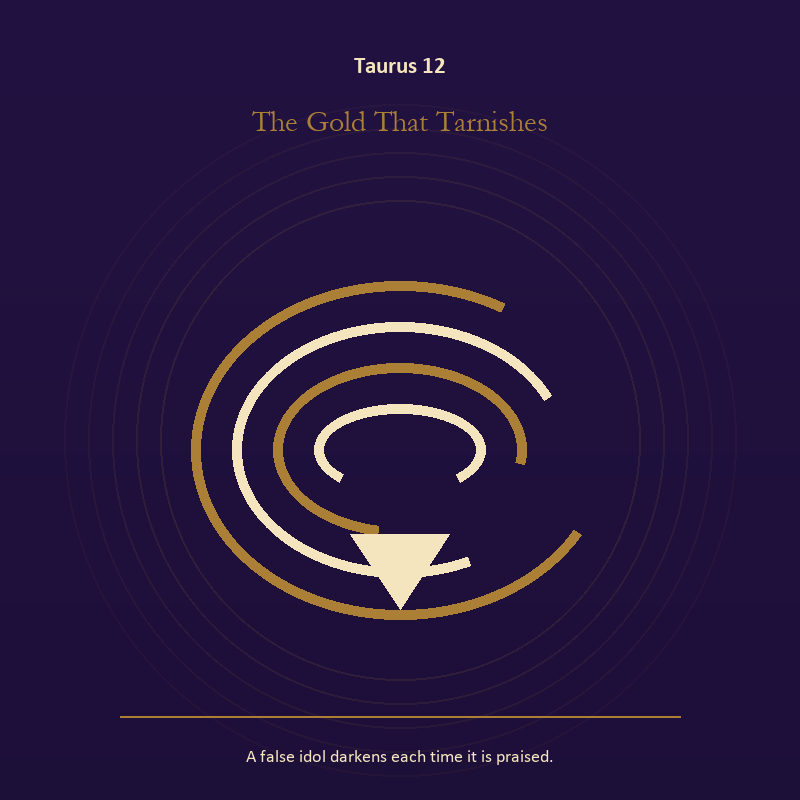 Taurus 12
The Gold That Tarnishes
A false idol darkens each time it is praised.